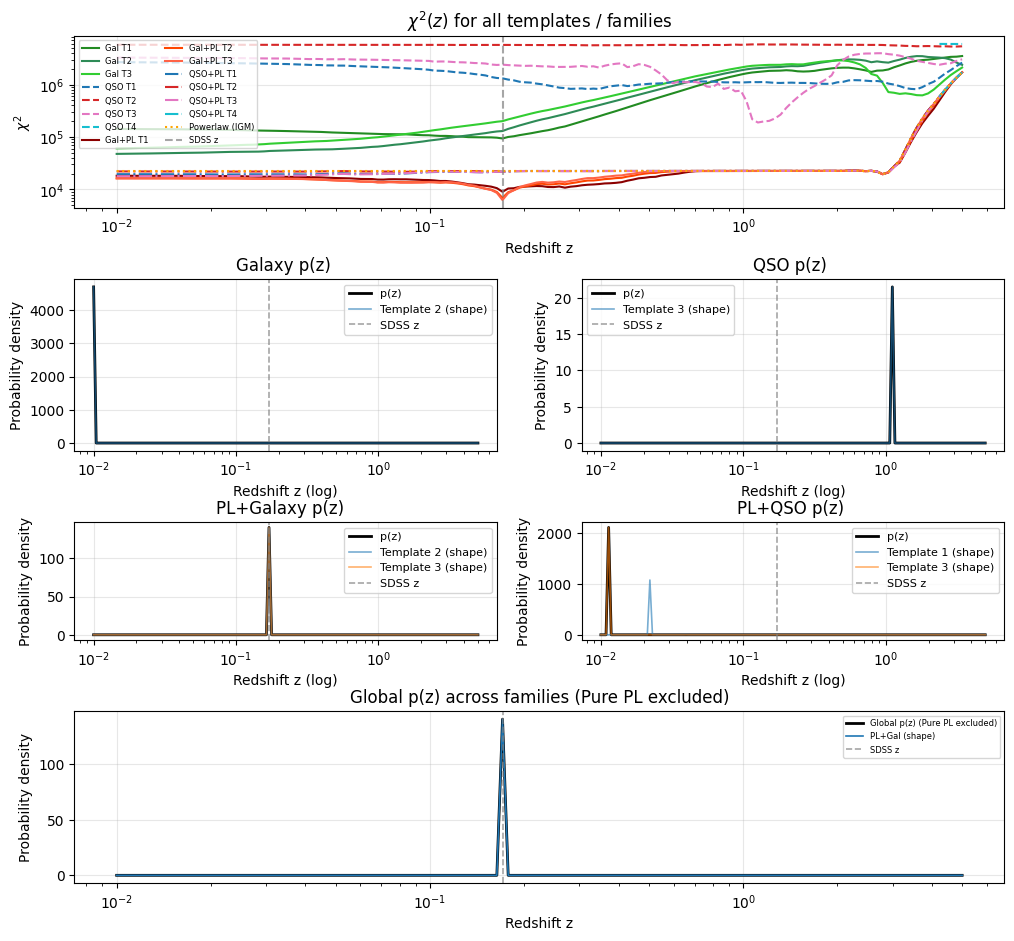 χ²(z) for all templates / families
χ²
10⁶
10⁵
10⁴
Gal T1
Gal T2
Gal T3
QSO T1
QSO T2
QSO T3
QSO T4
Gal+PL T1
Gal+PL T2
Gal+PL T3
QSO+PL T1
QSO+PL T2
QSO+PL T3
QSO+PL T4
Powerlaw (IGM)
SDSS z
10⁻² 10⁻¹ 10⁰
Redshift z
Galaxy p(z)
Probability density
4000
3000
2000
1000
0
p(z)
Template 2 (shape)
SDSS z
10⁻² 10⁻¹ 10⁰
Redshift z (log)
QSO p(z)
Probability density
20
15
10
5
0
p(z)
Template 3 (shape)
SDSS z
10⁻² 10⁻¹ 10⁰
Redshift z (log)
PL+Galaxy p(z)
Probability density
100
50
0
p(z)
Template 2 (shape)
Template 3 (shape)
SDSS z
10⁻² 10⁻¹ 10⁰
Redshift z (log)
PL+QSO p(z)
Probability density
2000
1000
0
p(z)
Template 1 (shape)
Template 3 (shape)
SDSS z
10⁻² 10⁻¹ 10⁰
Redshift z (log)
Global p(z) across families (Pure PL excluded)
Probability density
100
50
0
Global p(z) (Pure PL excluded)
PL+Gal (shape)
SDSS z
10⁻² 10⁻¹ 10⁰
Redshift z